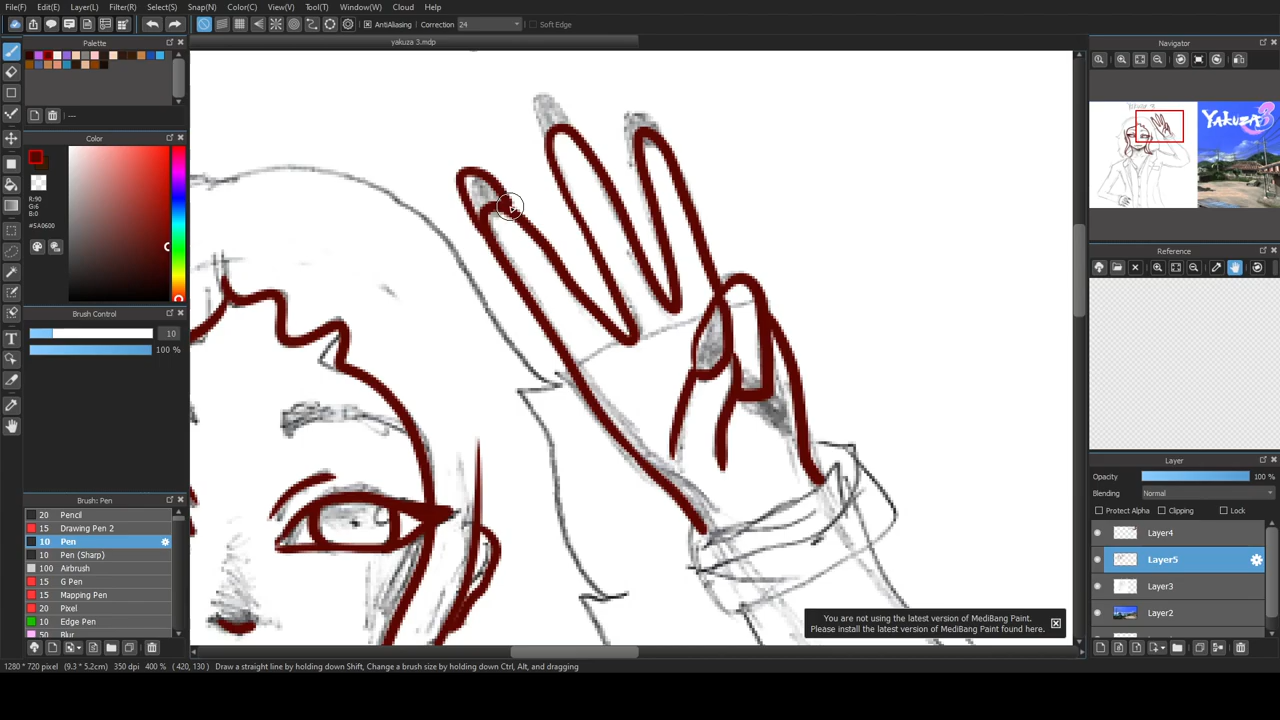 File(F) Edit(E) Layer(L) Filter(R) Select(S) Snap(N) Color(C) View(V) Tool(T) Window(W) Cloud Help
AntiAliasing Correction 24 Soft Edge
Palette
yakuza 3.mdp
Navigator
---
Color
YAKUZA 3
R:90
G:6
B:0
#5A0600
Reference
Brush Control
10
100 %
Layer
Opacity 100 %
Blending Normal
Protect Alpha Clipping Lock
Brush: Pen
20 Pencil
15 Drawing Pen 2
10 Pen
10 Pen (Sharp)
100 Airbrush
15 G Pen
15 Mapping Pen
20 Pixel
10 Edge Pen
50 Blur
Layer4
Layer5
Layer3
Layer2
You are not using the latest version of MediBang Paint.
Please install the latest version of MediBang Paint found here.
1280 * 720 pixel (9.3 * 5.2cm) 350 dpi 400 % ( 420, 130 ) Draw a straight line by holding down Shift, Change a brush size by holding down Ctrl, Alt, and dragging